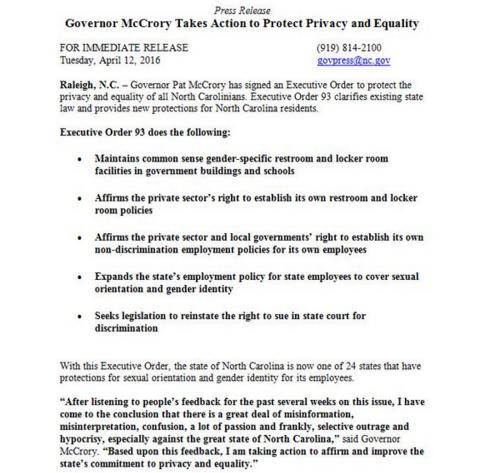 Press Release
Governor McCrory Takes Action to Protect Privacy and Equality
FOR IMMEDIATE RELEASE (919) 814-2100
Tuesday, April 12, 2016 govpress@nc.gov
Raleigh, N.C. – Governor Pat McCrory has signed an Executive Order to protect the
privacy and equality of all North Carolinians. Executive Order 93 clarifies existing state
law and provides new protections for North Carolina residents.
Executive Order 93 does the following:
• Maintains common sense gender-specific restroom and locker room
facilities in government buildings and schools
• Affirms the private sector's right to establish its own restroom and locker
room policies
• Affirms the private sector and local governments' right to establish its own
non-discrimination employment policies for its own employees
• Expands the state's employment policy for state employees to cover sexual
orientation and gender identity
• Seeks legislation to reinstate the right to sue in state court for
discrimination
With this Executive Order, the state of North Carolina is now one of 24 states that have
protections for sexual orientation and gender identity for its employees.
“After listening to people's feedback for the past several weeks on this issue, I have
come to the conclusion that there is a great deal of misinformation,
misinterpretation, confusion, a lot of passion and frankly, selective outrage and
hypocrisy, especially against the great state of North Carolina,” said Governor
McCrory. “Based upon this feedback, I am taking action to affirm and improve the
state's commitment to privacy and equality.”